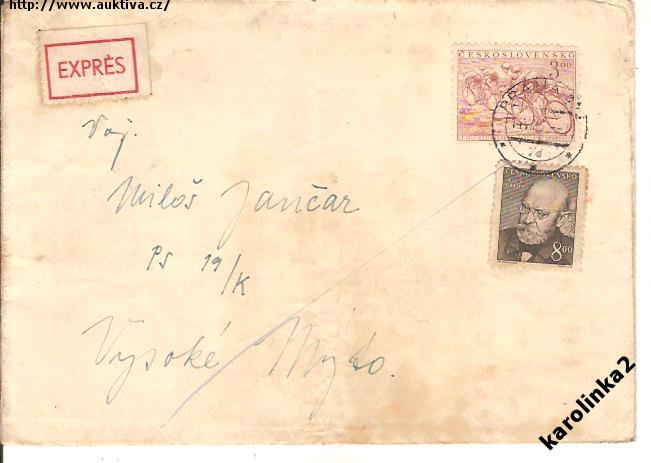 http://www.auktiva.cz/
EXPRÈS
ČESKOSLOVENSKO
3.00
ČESKOSLOVENSKO
8.00
Voj.
Miloš Jančar
PS 19/K
Vysoké Mýto.
karolinka2